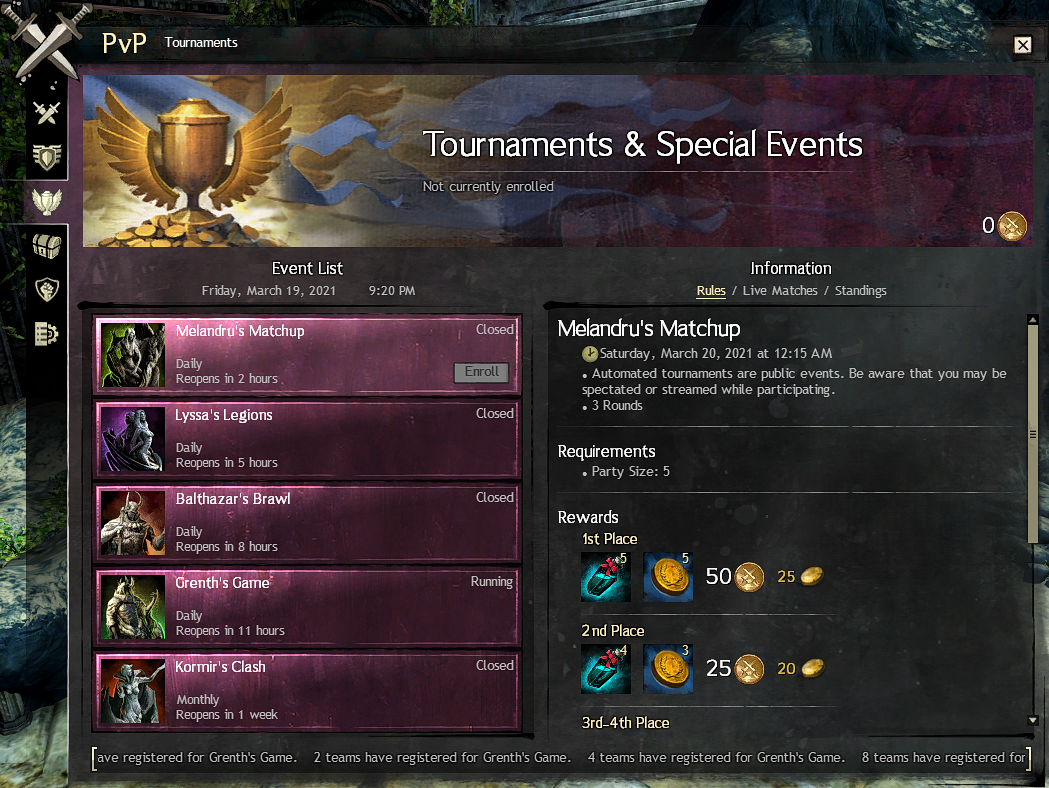 PvP Tournaments
Tournaments & Special Events
Not currently enrolled
0
Event List
Friday, March 19, 2021 9:20 PM
Melandru's Matchup Closed
Daily
Reopens in 2 hours
Enroll
Lyssa's Legions Closed
Daily
Reopens in 5 hours
Balthazar's Brawl Closed
Daily
Reopens in 8 hours
Grenth's Game Running
Daily
Reopens in 11 hours
Kormir's Clash Closed
Monthly
Reopens in 1 week
Information
Rules / Live Matches / Standings
Melandru's Matchup
Saturday, March 20, 2021 at 12:15 AM
• Automated tournaments are public events. Be aware that you may be
spectated or streamed while participating.
• 3 Rounds
Requirements
• Party Size: 5
Rewards
1st Place
5 5 50 25
2nd Place
4 3 25 20
3rd-4th Place
ave registered for Grenth's Game. 2 teams have registered for Grenth's Game. 4 teams have registered for Grenth's Game. 8 teams have registered for